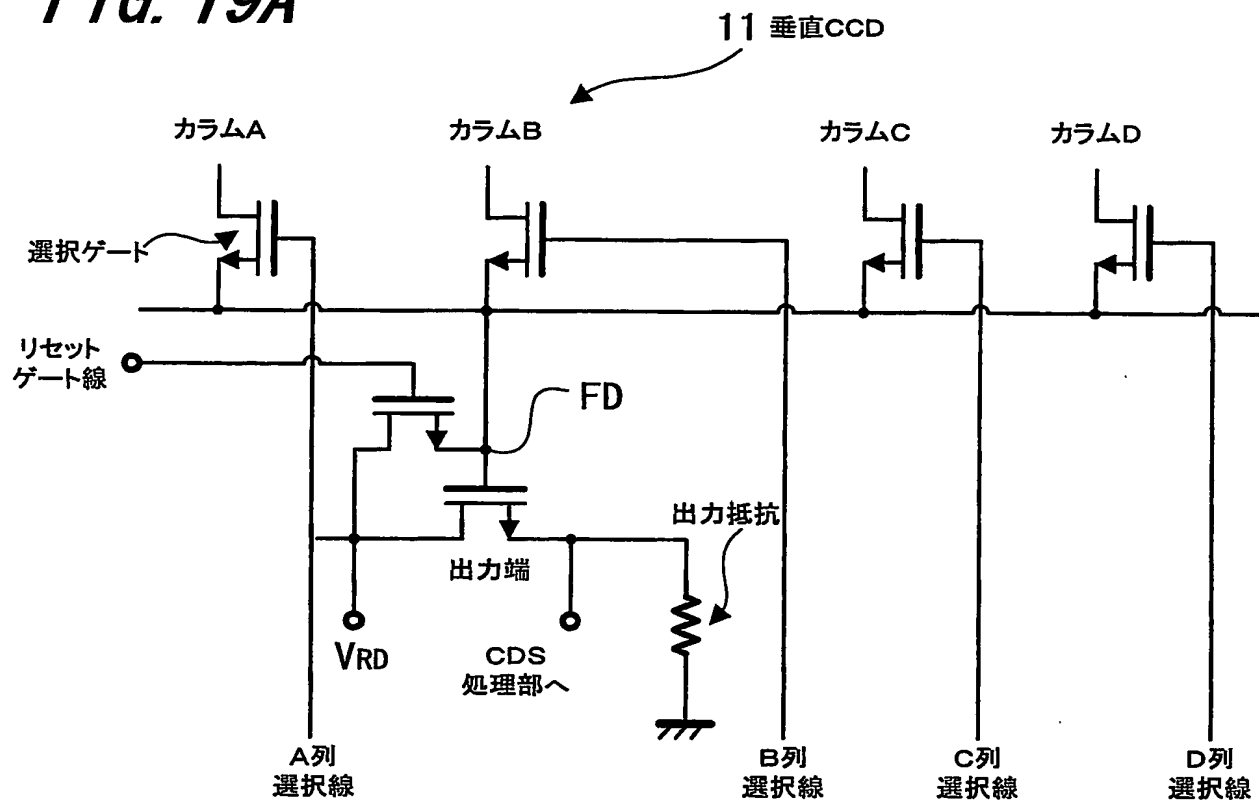 FIG. 19A
11 垂直CCD
カラムA
カラムB
カラムC
カラムD
選択ゲート
リセット
ゲート線
FD
出力抵抗
出力端
VRD
CDS
処理部へ
A列
選択線
B列
選択線
C列
選択線
D列
選択線